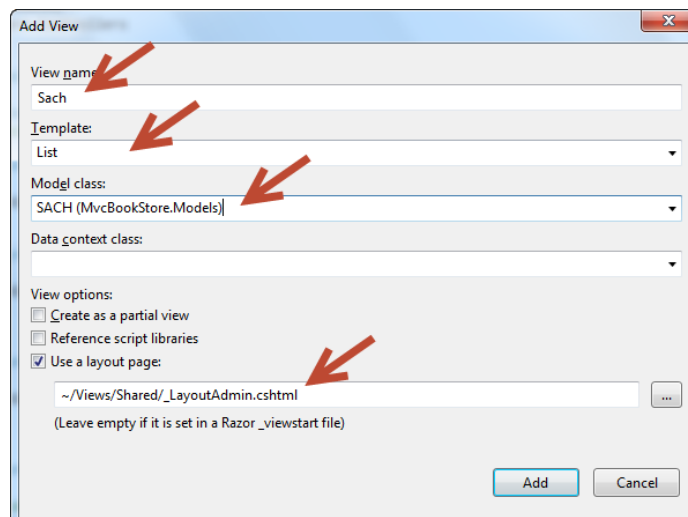 Add View
View name:
Sach
Template:
List
Model class:
SACH (MvcBookStore.Models)
Data context class:
View options:
Create as a partial view
Reference script libraries
Use a layout page:
~/Views/Shared/_LayoutAdmin.cshtml
...
(Leave empty if it is set in a Razor _viewstart file)
Add Cancel